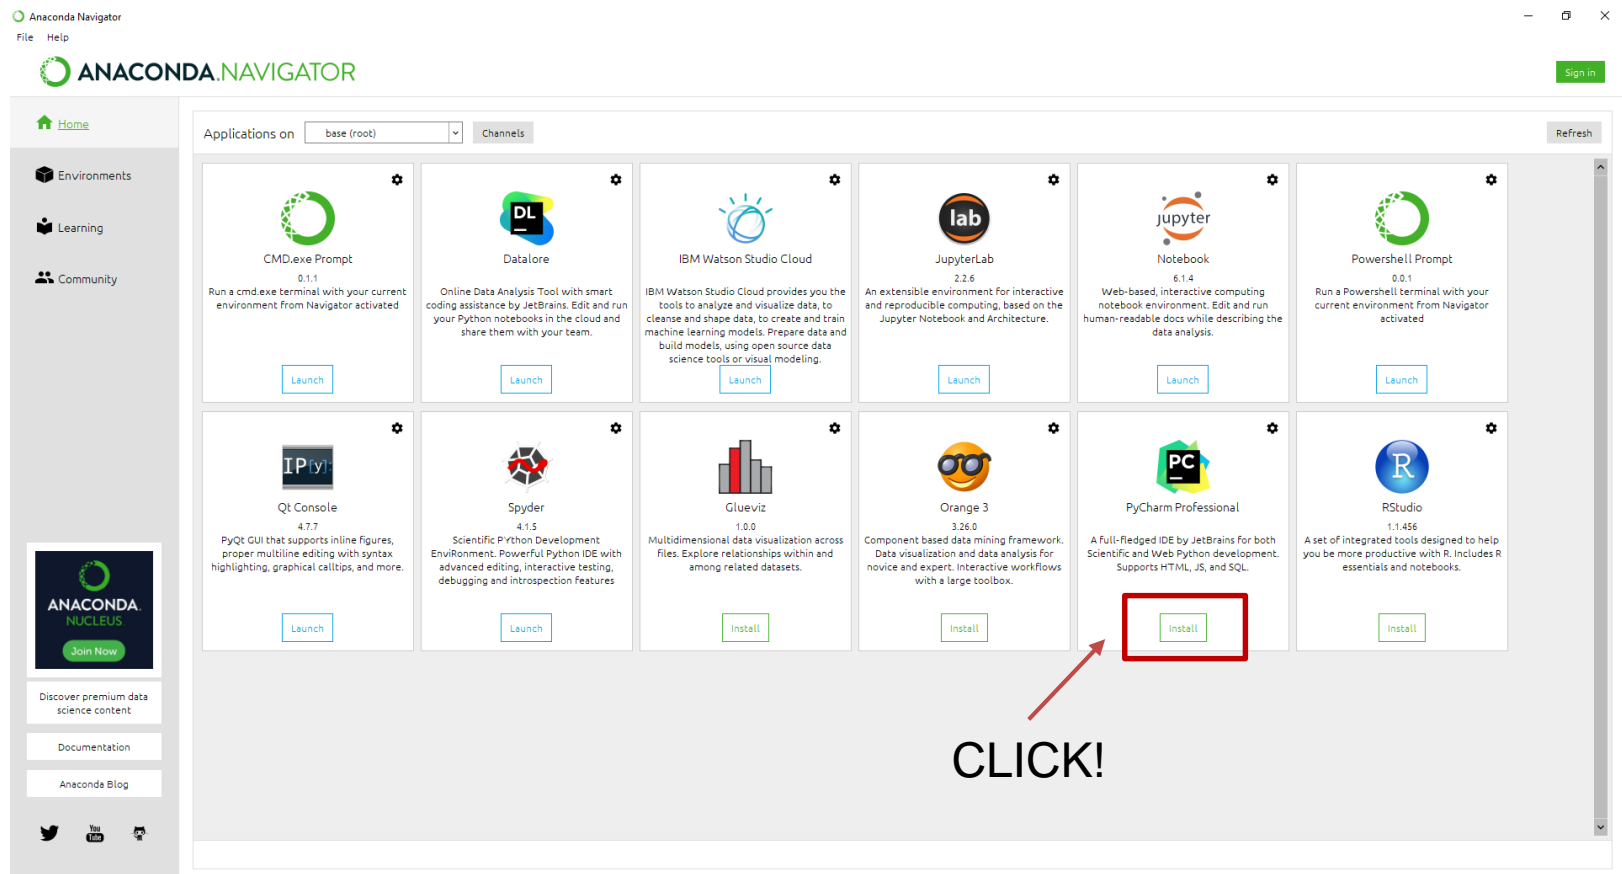 Anaconda Navigator
File Help
ANACONDA.NAVIGATOR
Sign in
Home
Environments
Learning
Community
Applications on base (root) Channels
Refresh
CMD.exe Prompt
0.1.1
Run a cmd.exe terminal with your current
environment from Navigator activated
Launch
DL
Datalore
Online Data Analysis Tool with smart
coding assistance by JetBrains. Edit and run
your Python notebooks in the cloud and
share them with your team.
Launch
IBM Watson Studio Cloud
IBM Watson Studio Cloud provides you the
tools to analyze and visualize data, to
cleanse and shape data, to create and train
machine learning models. Prepare data and
build models, using open source data
science tools or visual modeling.
Launch
lab
JupyterLab
2.2.6
An extensible environment for interactive
and reproducible computing, based on the
Jupyter Notebook and Architecture.
Launch
jupyter
Notebook
6.1.4
Web-based, interactive computing
notebook environment. Edit and run
human-readable docs while describing the
data analysis.
Launch
Powershell Prompt
0.0.1
Run a Powershell terminal with your
current environment from Navigator
activated
Launch
IP[y]:
Qt Console
4.7.7
PyQt GUI that supports inline figures,
proper multiline editing with syntax
highlighting, graphical calltips, and more.
Launch
Spyder
4.1.5
Scientific PYthon Development
EnviRonment. Powerful Python IDE with
advanced editing, interactive testing,
debugging and introspection features
Launch
Glueviz
1.0.0
Multidimensional data visualization across
files. Explore relationships within and
among related datasets.
Install
Orange 3
3.26.0
Component based data mining framework.
Data visualization and data analysis for
novice and expert. Interactive workflows
with a large toolbox.
Install
PC
PyCharm Professional
A full-fledged IDE by JetBrains for both
Scientific and Web Python development.
Supports HTML, JS, and SQL.
Install
R
RStudio
1.1.456
A set of integrated tools designed to help
you be more productive with R. Includes R
essentials and notebooks.
Install
CLICK!
ANACONDA.
NUCLEUS
Join Now
Discover premium data
science content
Documentation
Anaconda Blog
You
Tube